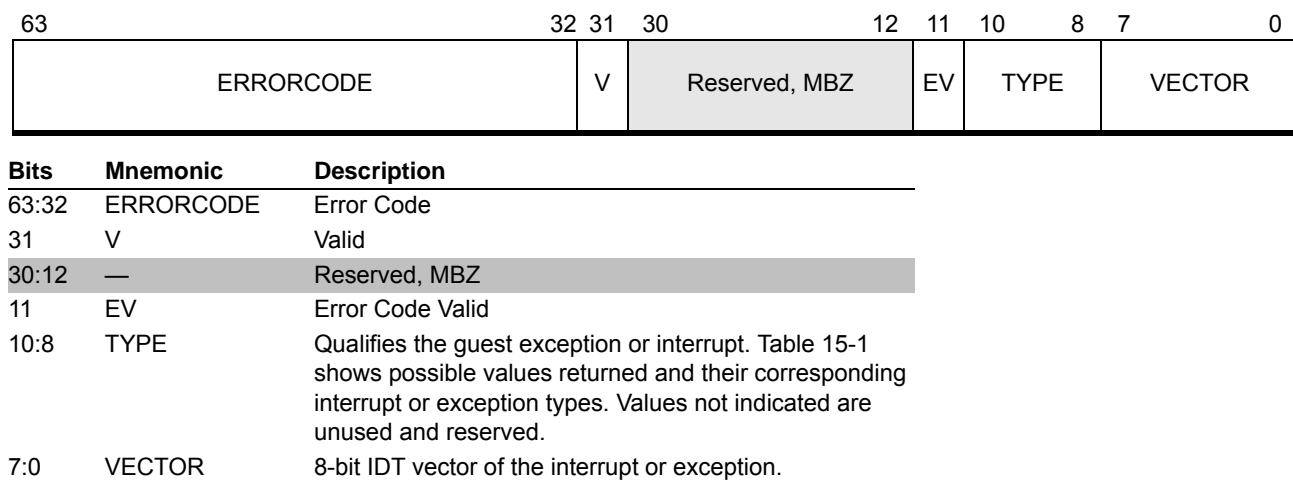 63 32 31 30 12 11 10 8 7 0
ERRORCODE V Reserved, MBZ EV TYPE VECTOR
Bits Mnemonic Description
63:32 ERRORCODE Error Code
31 V Valid
30:12 — Reserved, MBZ
11 EV Error Code Valid
10:8 TYPE Qualifies the guest exception or interrupt. Table 15-1
shows possible values returned and their corresponding
interrupt or exception types. Values not indicated are
unused and reserved.
7:0 VECTOR 8-bit IDT vector of the interrupt or exception.